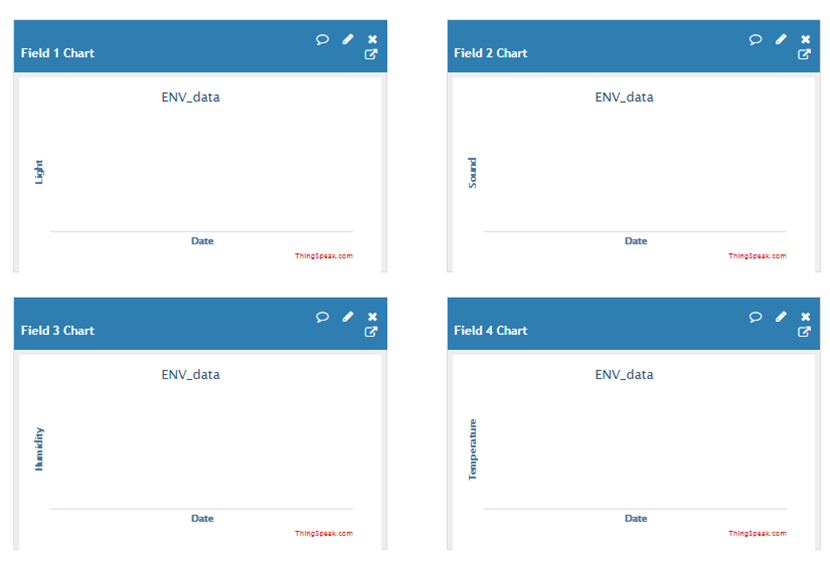 Field 1 Chart
ENV_data
Light
Date
ThingSpeak.com
Field 2 Chart
ENV_data
Sound
Date
ThingSpeak.com
Field 3 Chart
ENV_data
Humidity
Date
ThingSpeak.com
Field 4 Chart
ENV_data
Temperature
Date
ThingSpeak.com